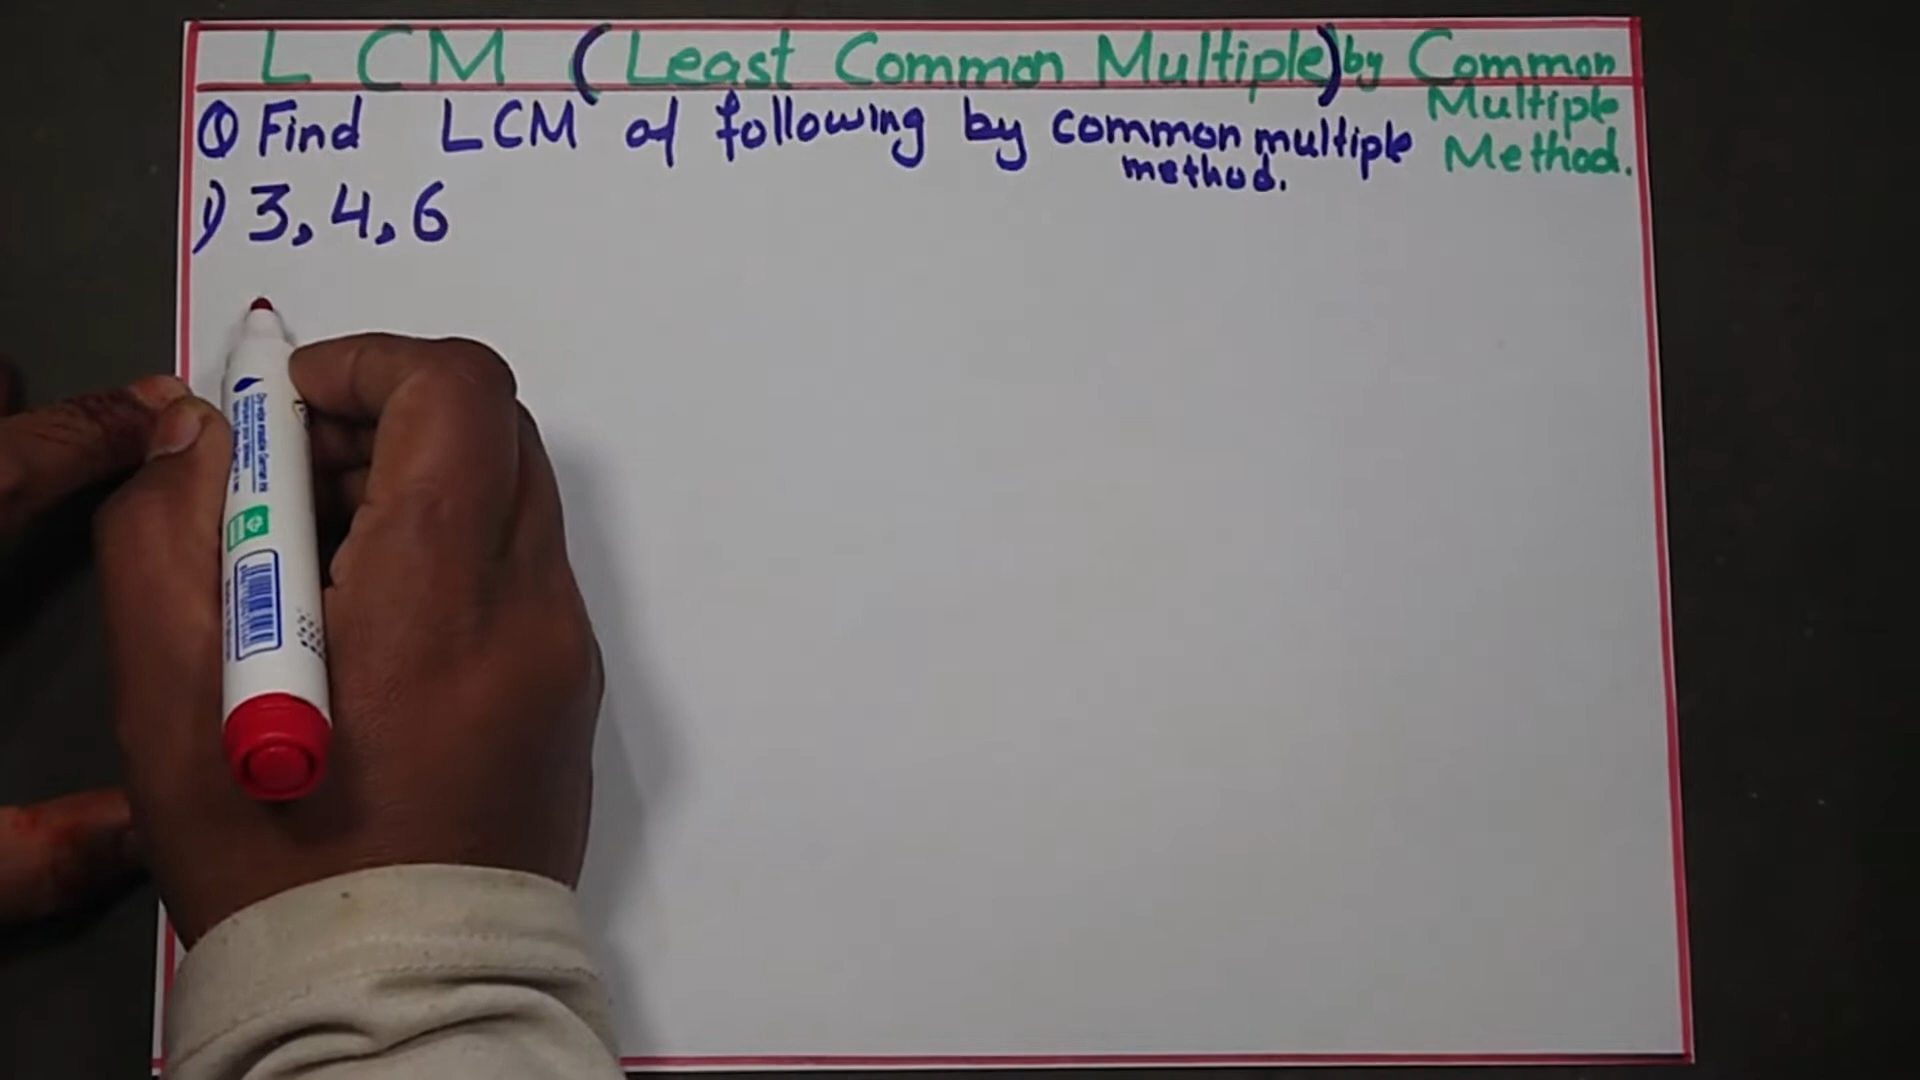 LCM (Least Common Multiple) by Common
Multiple
Method.
Q Find LCM of following by common multiple
method.
1) 3, 4, 6